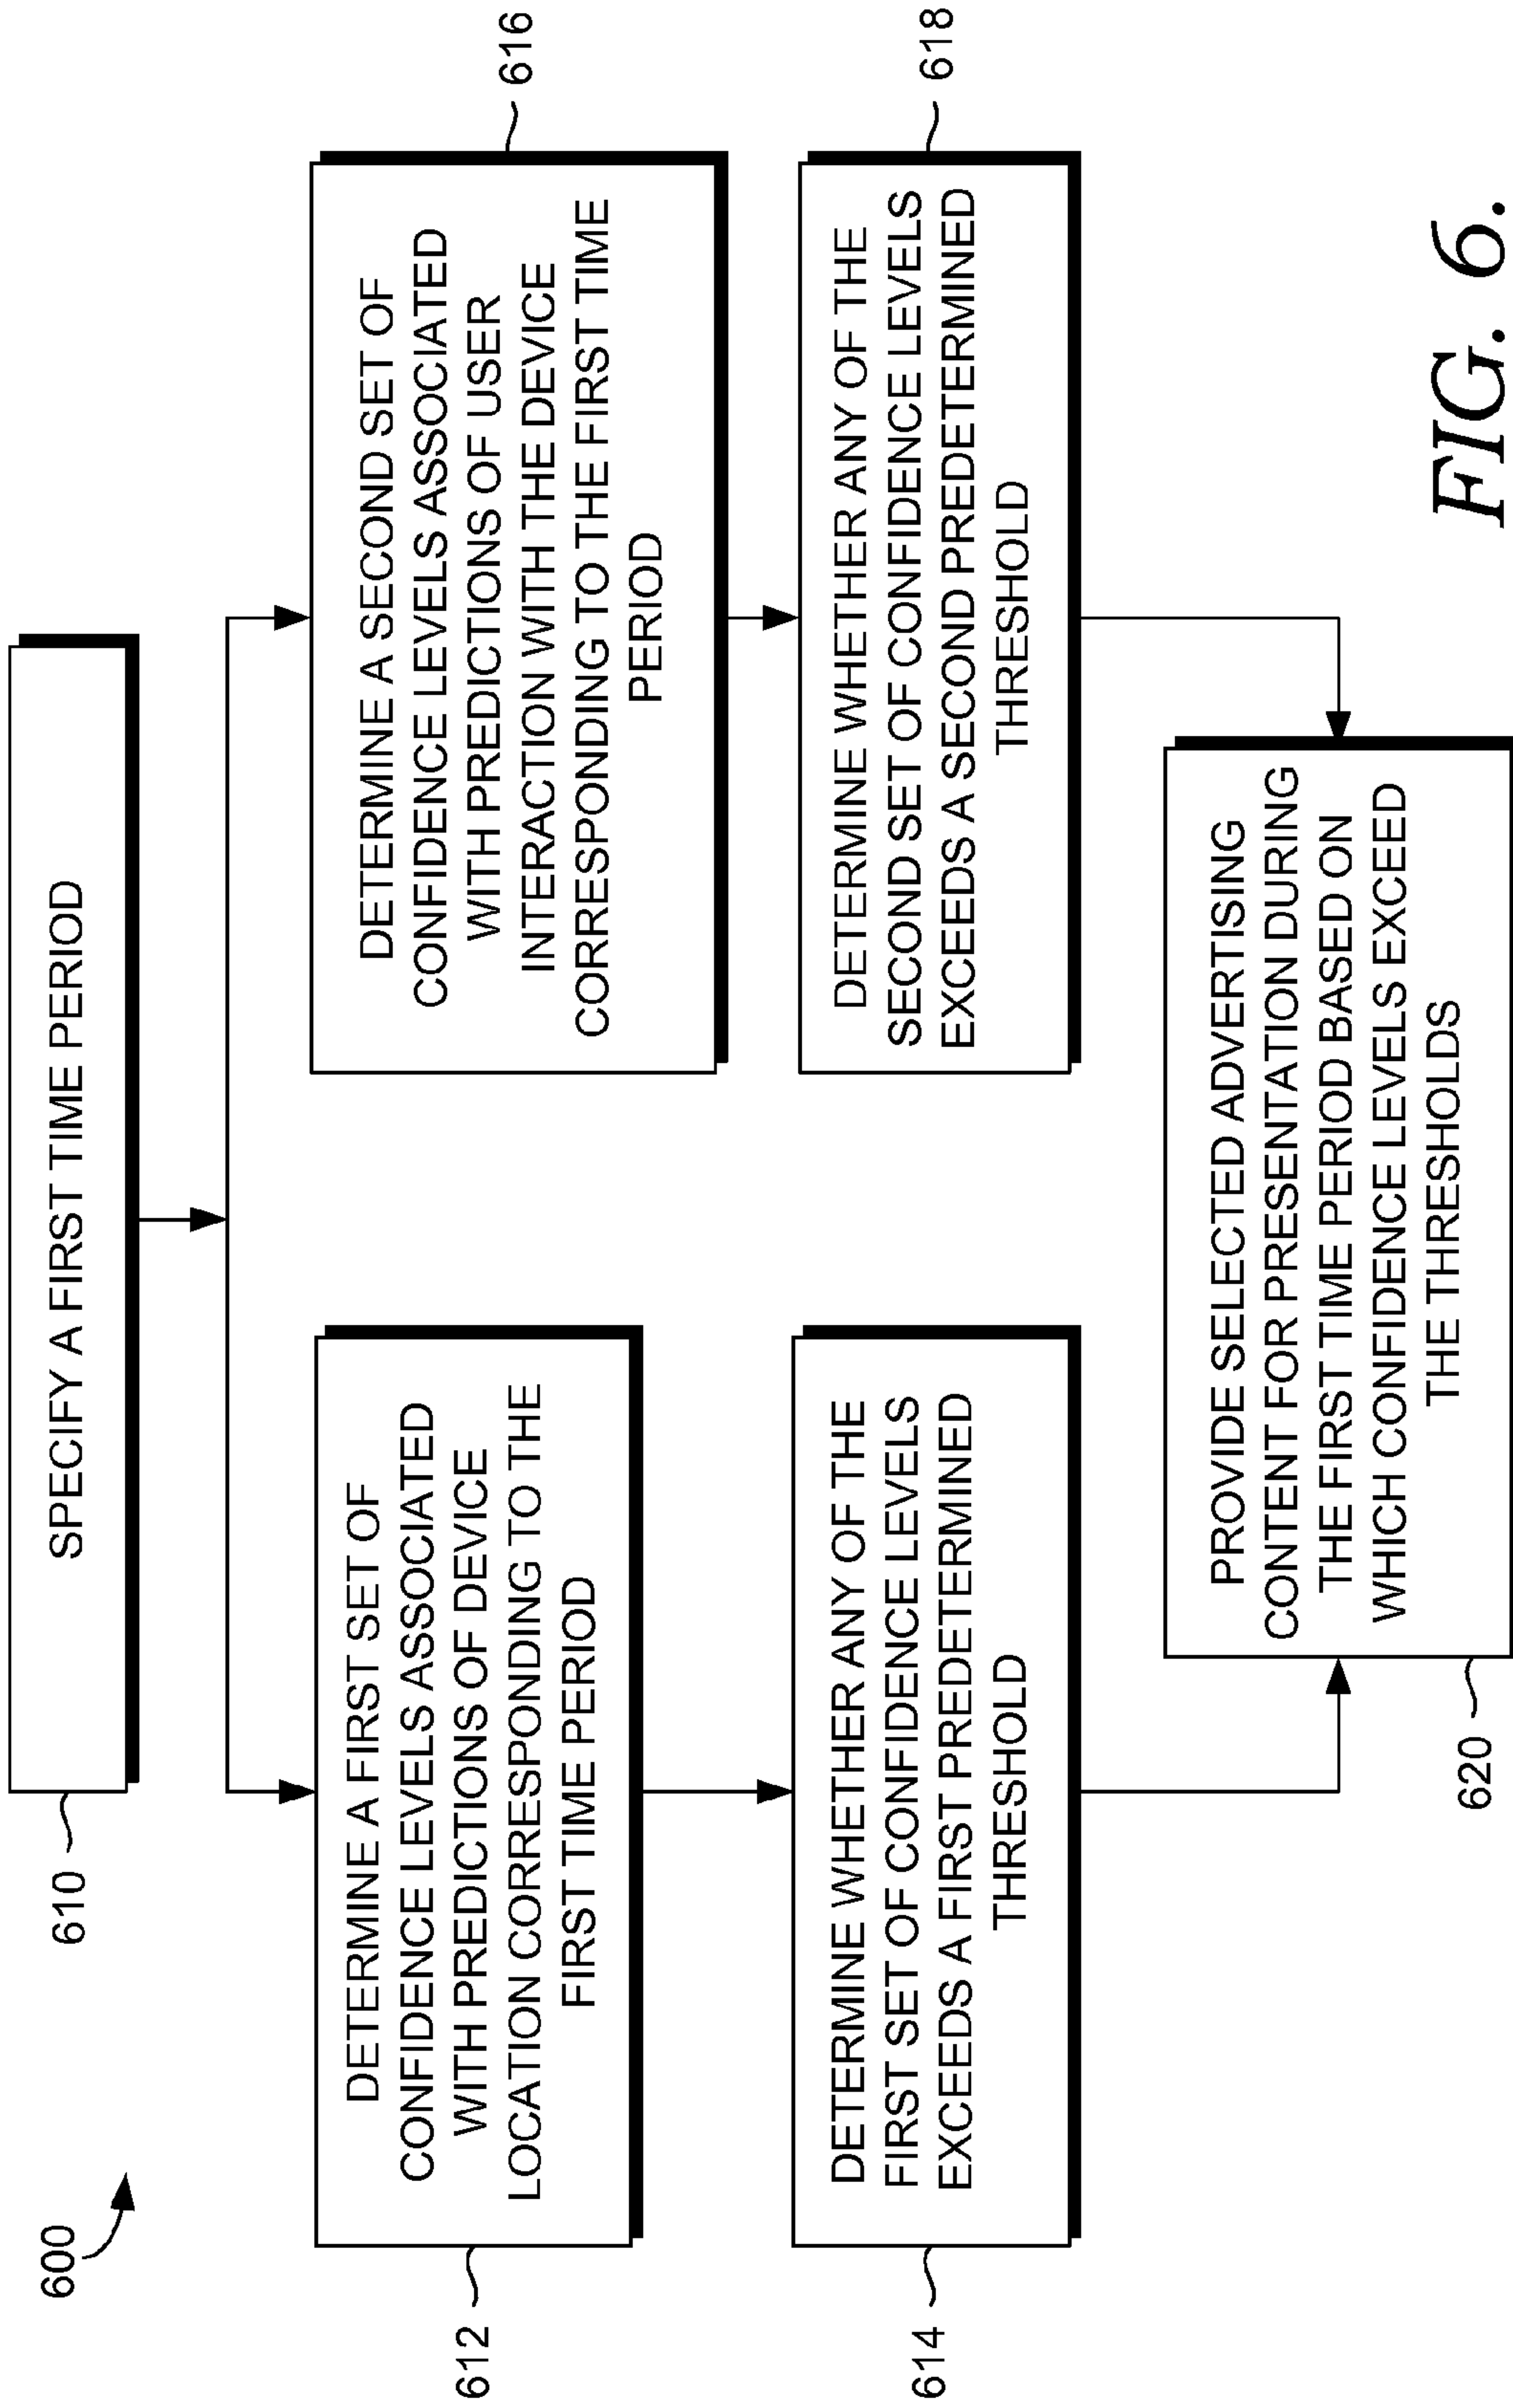 600
610
SPECIFY A FIRST TIME PERIOD
612
DETERMINE A FIRST SET OF
CONFIDENCE LEVELS ASSOCIATED
WITH PREDICTIONS OF DEVICE
LOCATION CORRESPONDING TO THE
FIRST TIME PERIOD
616
DETERMINE A SECOND SET OF
CONFIDENCE LEVELS ASSOCIATED
WITH PREDICTIONS OF USER
INTERACTION WITH THE DEVICE
CORRESPONDING TO THE FIRST TIME
PERIOD
614
DETERMINE WHETHER ANY OF THE
FIRST SET OF CONFIDENCE LEVELS
EXCEEDS A FIRST PREDETERMINED
THRESHOLD
618
DETERMINE WHETHER ANY OF THE
SECOND SET OF CONFIDENCE LEVELS
EXCEEDS A SECOND PREDETERMINED
THRESHOLD
620
PROVIDE SELECTED ADVERTISING
CONTENT FOR PRESENTATION DURING
THE FIRST TIME PERIOD BASED ON
WHICH CONFIDENCE LEVELS EXCEED
THE THRESHOLDS
FIG. 6.